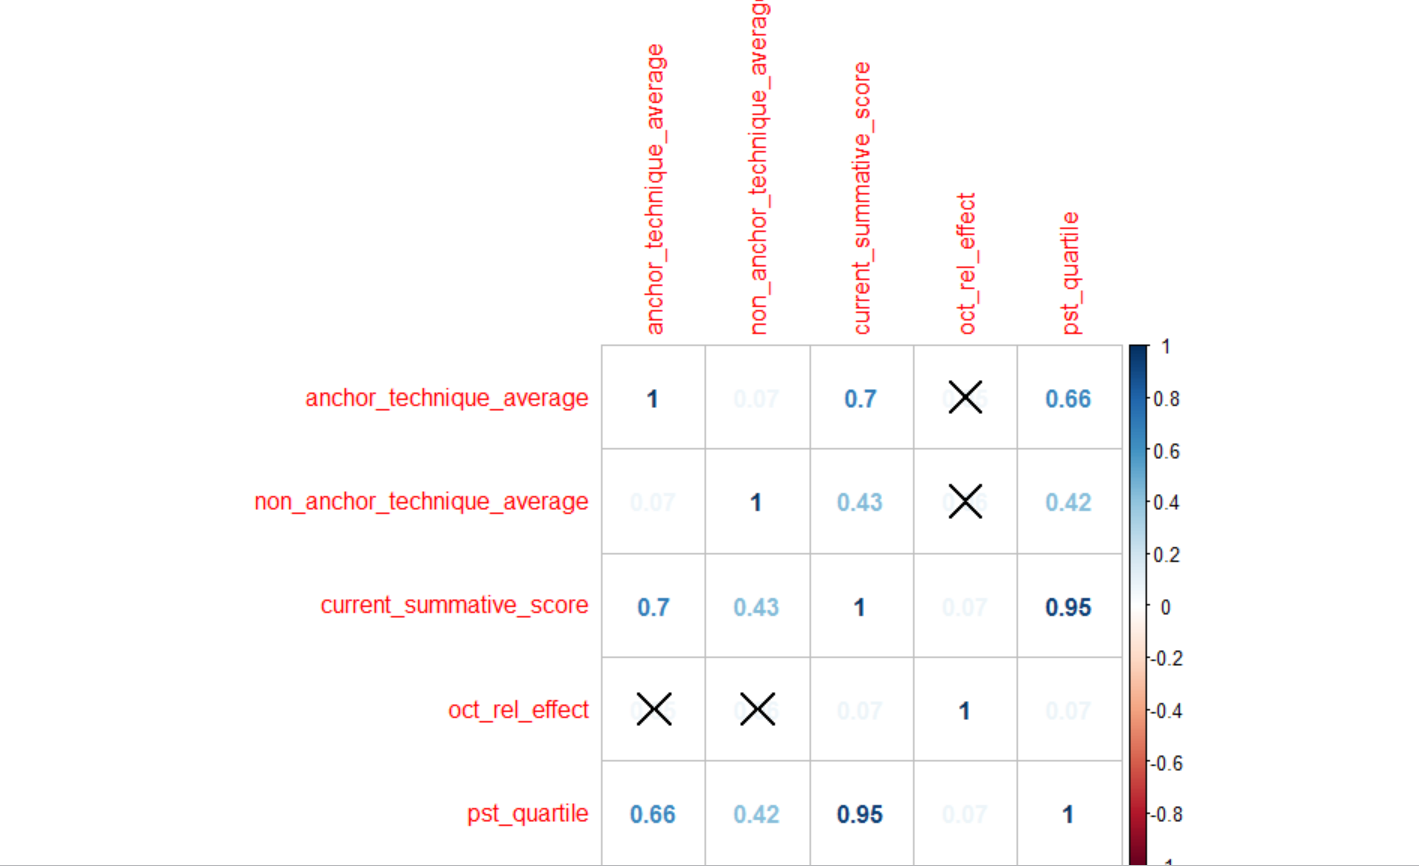 anchor_technique_average
non_anchor_technique_average
current_summative_score
oct_rel_effect
pst_quartile
anchor_technique_average 1 0.07 0.7 0.66
non_anchor_technique_average 0.07 1 0.43 0.42
current_summative_score 0.7 0.43 1 0.07 0.95
oct_rel_effect 0.07 1 0.07
pst_quartile 0.66 0.42 0.95 0.07 1
1
0.8
0.6
0.4
0.2
0
-0.2
-0.4
-0.6
-0.8